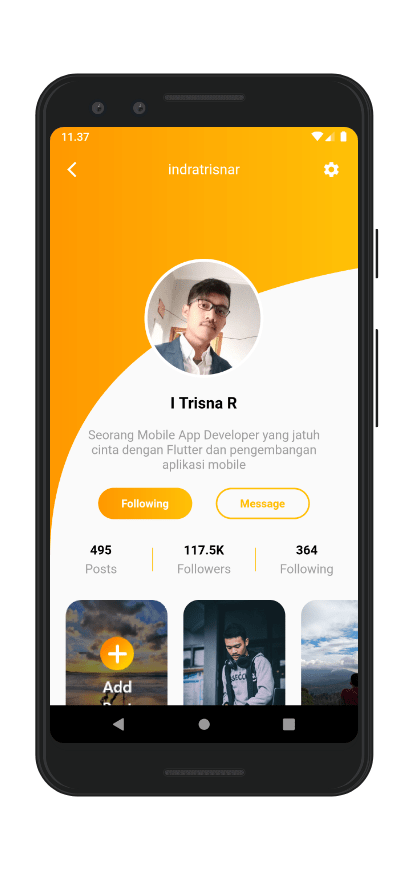 11.37
indratrisnar
I Trisna R
Seorang Mobile App Developer yang jatuh
cinta dengan Flutter dan pengembangan
aplikasi mobile
Following Message
495 117.5K 364
Posts Followers Following
Add